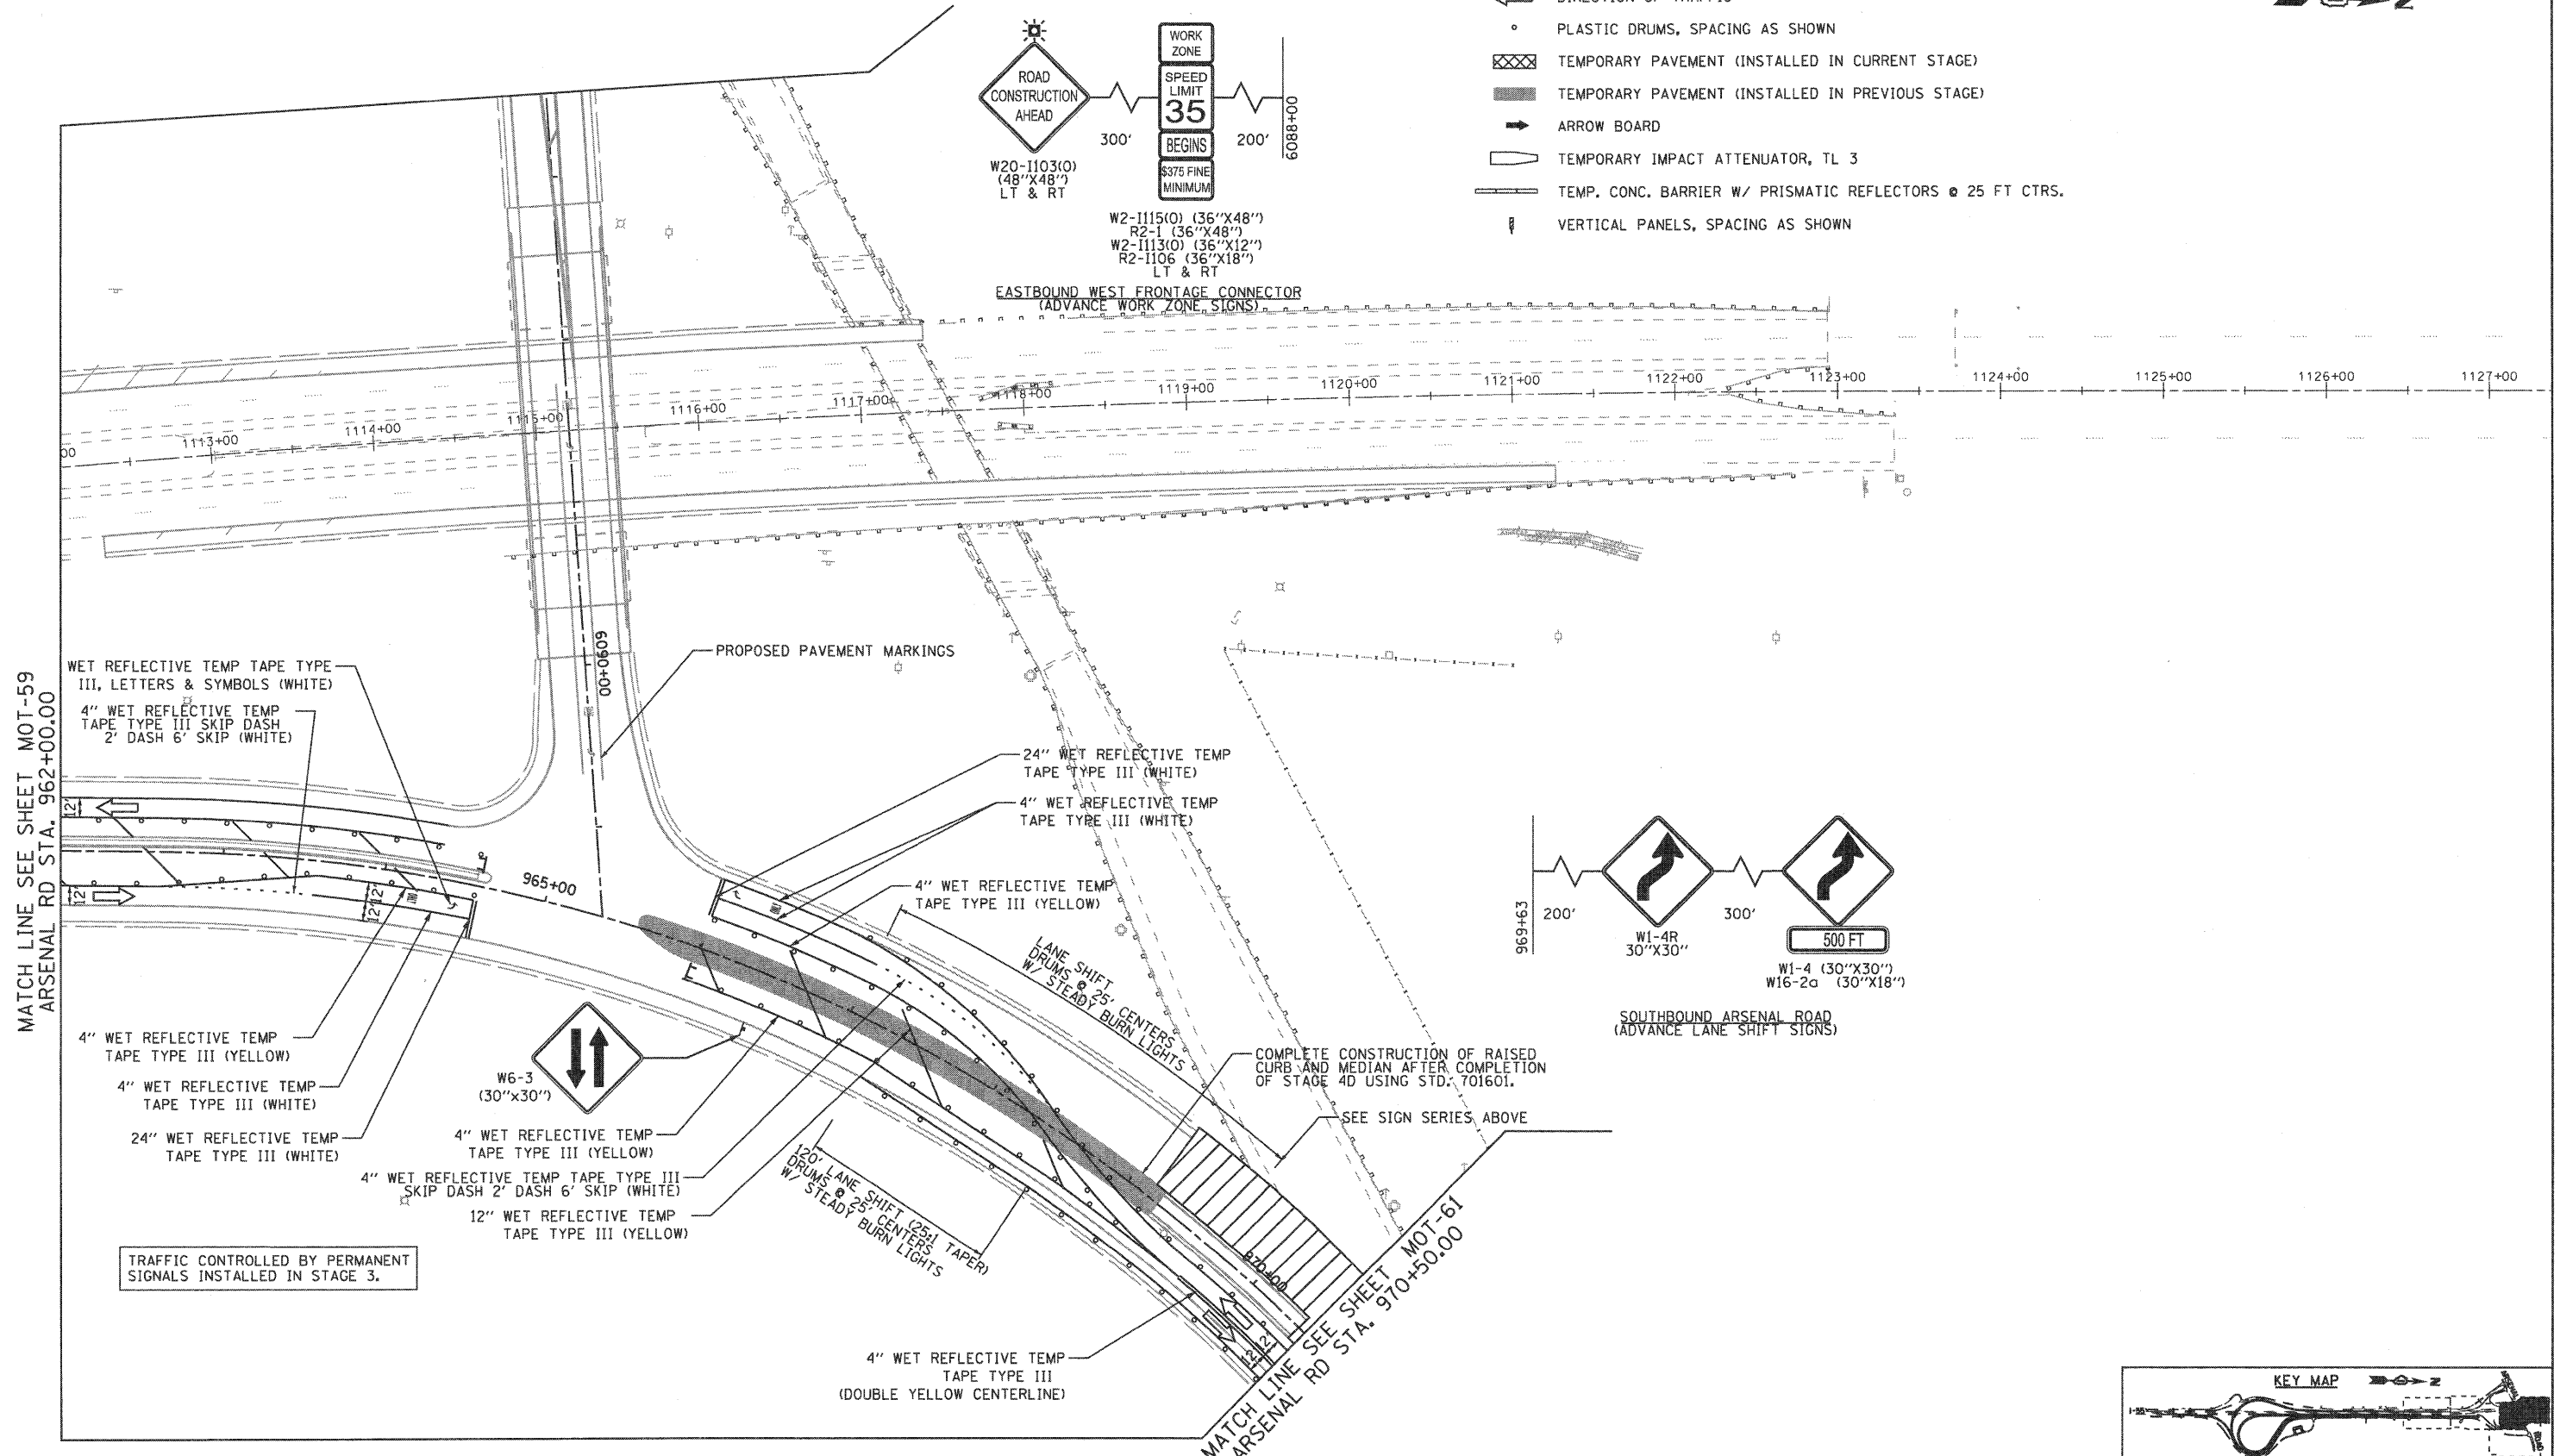 PLASTIC DRUMS, SPACING AS SHOWN
TEMPORARY PAVEMENT (INSTALLED IN CURRENT STAGE)
TEMPORARY PAVEMENT (INSTALLED IN PREVIOUS STAGE)
ARROW BOARD
TEMPORARY IMPACT ATTENUATOR, TL 3
TEMP. CONC. BARRIER W/ PRISMATIC REFLECTORS @ 25 FT CTRS.
VERTICAL PANELS, SPACING AS SHOWN
ROAD
CONSTRUCTION
AHEAD
W20-I103(O)
(48"X48")
LT & RT
300'
WORK
ZONE
SPEED
LIMIT
35
BEGINS
$375 FINE
MINIMUM
200'
6088+00
W2-I115(O) (36"X48")
R2-1 (36"X48")
W2-I113(O) (36"X12")
R2-I106 (36"X18")
LT & RT
EASTBOUND WEST FRONTAGE CONNECTOR
(ADVANCE WORK ZONE SIGNS)
00
1113+00
1114+00
1115+00
1116+00
1117+00
1118+00
1119+00
1120+00
1121+00
1122+00
1123+00
1124+00
1125+00
1126+00
1127+00
6090+00
PROPOSED PAVEMENT MARKINGS
MATCH LINE SEE SHEET MOT-59
ARSENAL RD STA. 962+00.00
WET REFLECTIVE TEMP TAPE TYPE
III, LETTERS & SYMBOLS (WHITE)
4" WET REFLECTIVE TEMP
TAPE TYPE III SKIP DASH
2' DASH 6' SKIP (WHITE)
12'
12'
12'
12'
965+00
24" WET REFLECTIVE TEMP
TAPE TYPE III (WHITE)
4" WET REFLECTIVE TEMP
TAPE TYPE III (WHITE)
4" WET REFLECTIVE TEMP
TAPE TYPE III (YELLOW)
LANE SHIFT
DRUMS @ 25' CENTERS
W/ STEADY BURN LIGHTS
969+63
200'
W1-4R
30"X30"
300'
500 FT
W1-4 (30"X30")
W16-2a (30"X18")
SOUTHBOUND ARSENAL ROAD
(ADVANCE LANE SHIFT SIGNS)
4" WET REFLECTIVE TEMP
TAPE TYPE III (YELLOW)
4" WET REFLECTIVE TEMP
TAPE TYPE III (WHITE)
24" WET REFLECTIVE TEMP
TAPE TYPE III (WHITE)
W6-3
(30"x30")
4" WET REFLECTIVE TEMP
TAPE TYPE III (YELLOW)
4" WET REFLECTIVE TEMP TAPE TYPE III
SKIP DASH 2' DASH 6' SKIP (WHITE)
12" WET REFLECTIVE TEMP
TAPE TYPE III (YELLOW)
120' LANE SHIFT (25:1 TAPER)
DRUMS @ 25' CENTERS
W/ STEADY BURN LIGHTS
COMPLETE CONSTRUCTION OF RAISED
CURB AND MEDIAN AFTER COMPLETION
OF STAGE 4D USING STD. 701601.
SEE SIGN SERIES ABOVE
TRAFFIC CONTROLLED BY PERMANENT
SIGNALS INSTALLED IN STAGE 3.
970+00
12'
12'
4" WET REFLECTIVE TEMP
TAPE TYPE III
(DOUBLE YELLOW CENTERLINE)
MATCH LINE SEE SHEET MOT-61
ARSENAL RD STA. 970+50.00
KEY MAP
Z